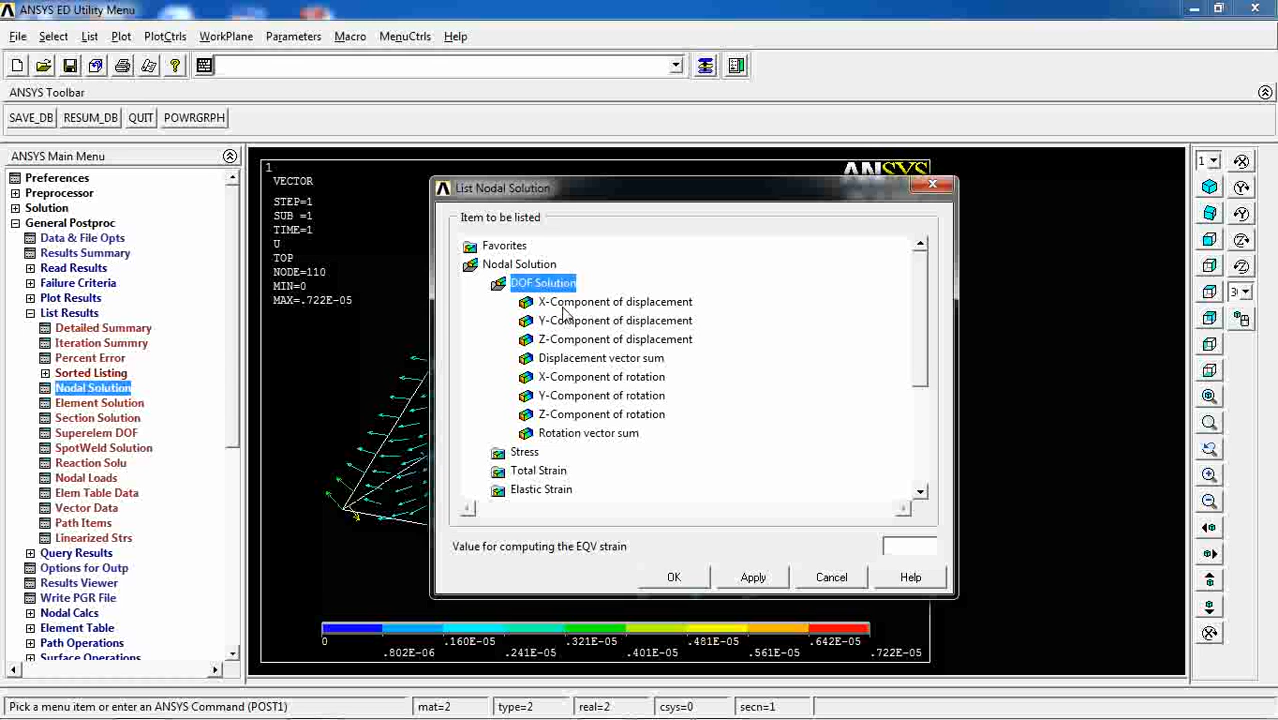 ANSYS ED Utility Menu
File Select List Plot PlotCtrls WorkPlane Parameters Macro MenuCtrls Help
ANSYS Toolbar
SAVE_DB RESUM_DB QUIT POWRGRPH
ANSYS Main Menu
Preferences
Preprocessor
Solution
General Postproc
Data & File Opts
Results Summary
Read Results
Failure Criteria
Plot Results
List Results
Detailed Summary
Iteration Summry
Percent Error
Sorted Listing
Nodal Solution
Element Solution
Section Solution
Superelem DOF
SpotWeld Solution
Reaction Solu
Nodal Loads
Elem Table Data
Vector Data
Path Items
Linearized Strs
Query Results
Options for Outp
Results Viewer
Write PGR File
Nodal Calcs
Element Table
Path Operations
Surface Operations
1
VECTOR
STEP=1
SUB =1
TIME=1
U
TOP
NODE=110
MIN=0
MAX=.722E-05
ANSYS
List Nodal Solution
Item to be listed
Favorites
Nodal Solution
DOF Solution
X-Component of displacement
Y-Component of displacement
Z-Component of displacement
Displacement vector sum
X-Component of rotation
Y-Component of rotation
Z-Component of rotation
Rotation vector sum
Stress
Total Strain
Elastic Strain
Value for computing the EQV strain
OK Apply Cancel Help
0 .160E-05 .321E-05 .481E-05 .642E-05
.802E-06 .241E-05 .401E-05 .561E-05 .722E-05
1
Pick a menu item or enter an ANSYS Command (POST1) mat=2 type=2 real=2 csys=0 secn=1